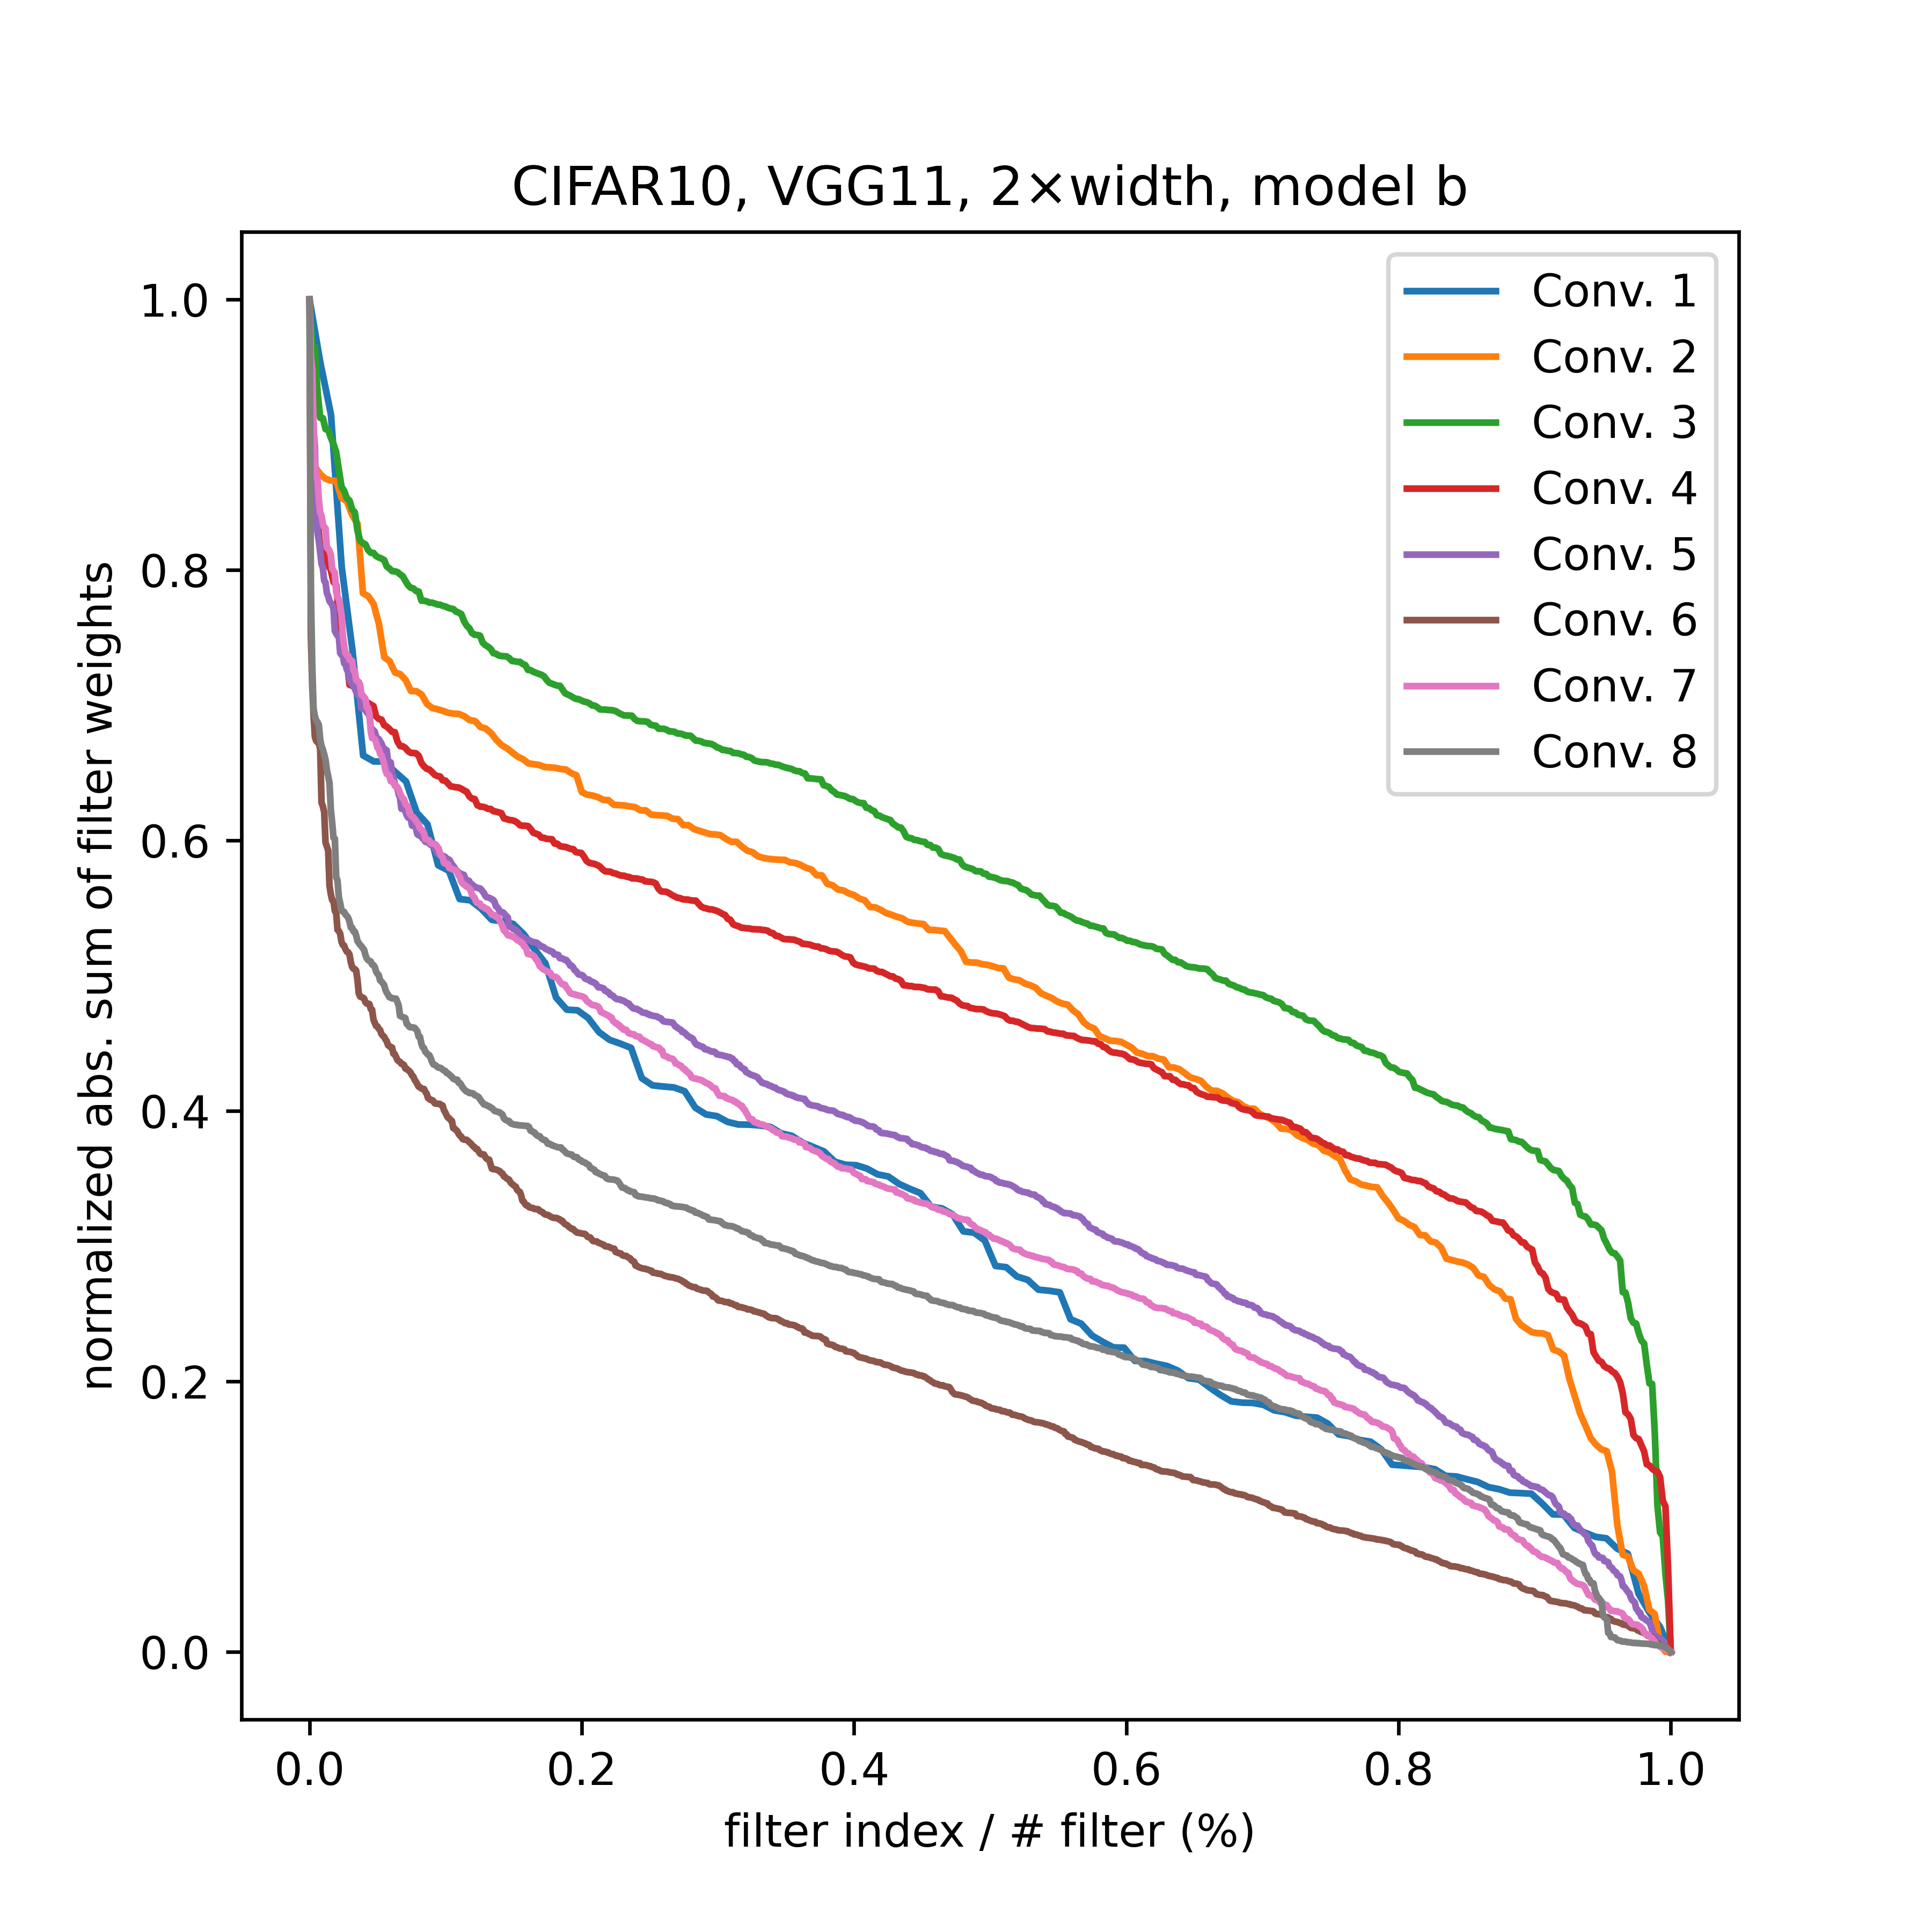 CIFAR10, VGG11, 2×width, model b
Conv. 1
Conv. 2
Conv. 3
Conv. 4
Conv. 5
Conv. 6
Conv. 7
Conv. 8
normalized abs. sum of filter weights
1.0
0.8
0.6
0.4
0.2
0.0
0.0 0.2 0.4 0.6 0.8 1.0
filter index / # filter (%)